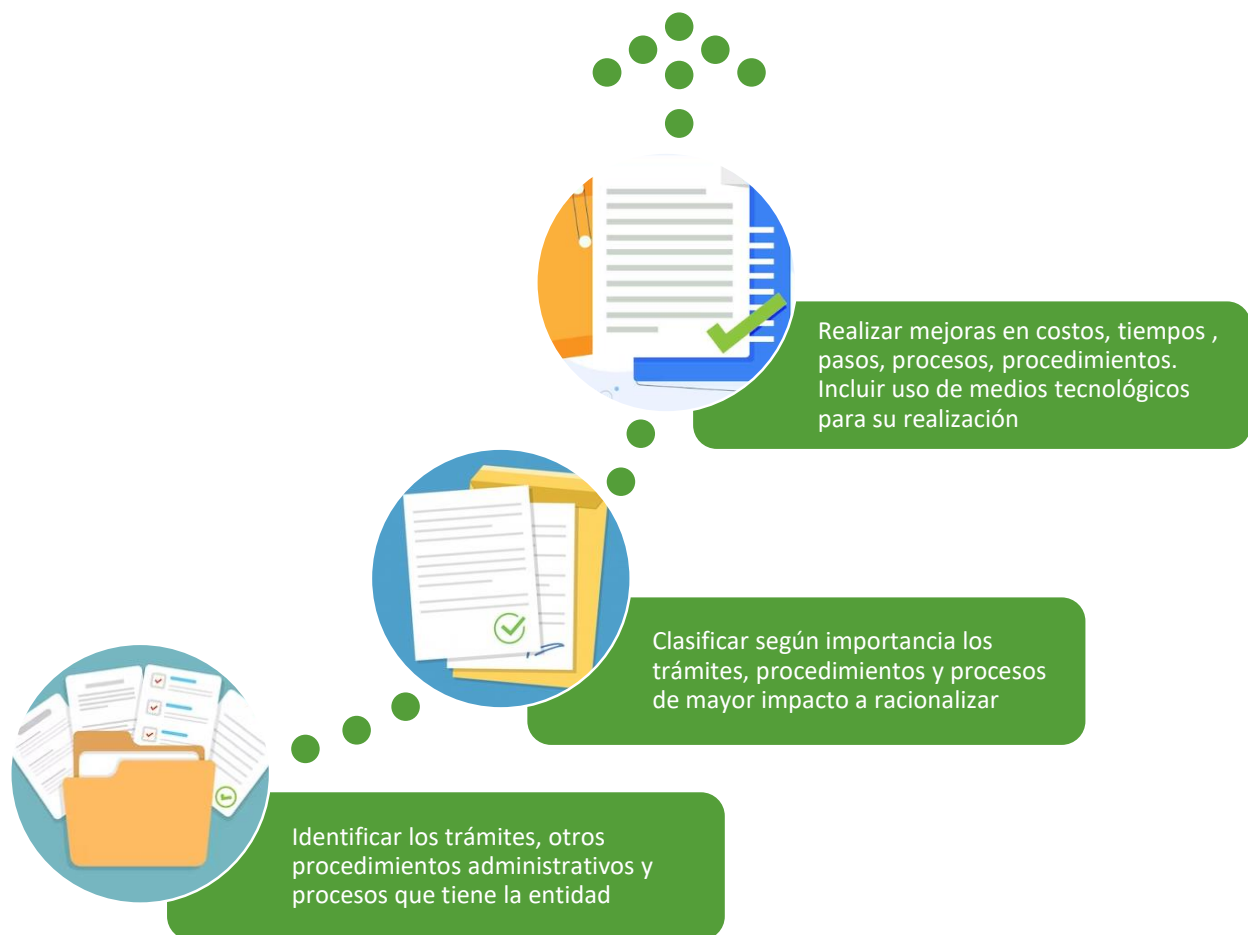 Realizar mejoras en costos, tiempos ,
pasos, procesos, procedimientos.
Incluir uso de medios tecnológicos
para su realización
Clasificar según importancia los
trámites, procedimientos y procesos
de mayor impacto a racionalizar
Identificar los trámites, otros
procedimientos administrativos y
procesos que tiene la entidad